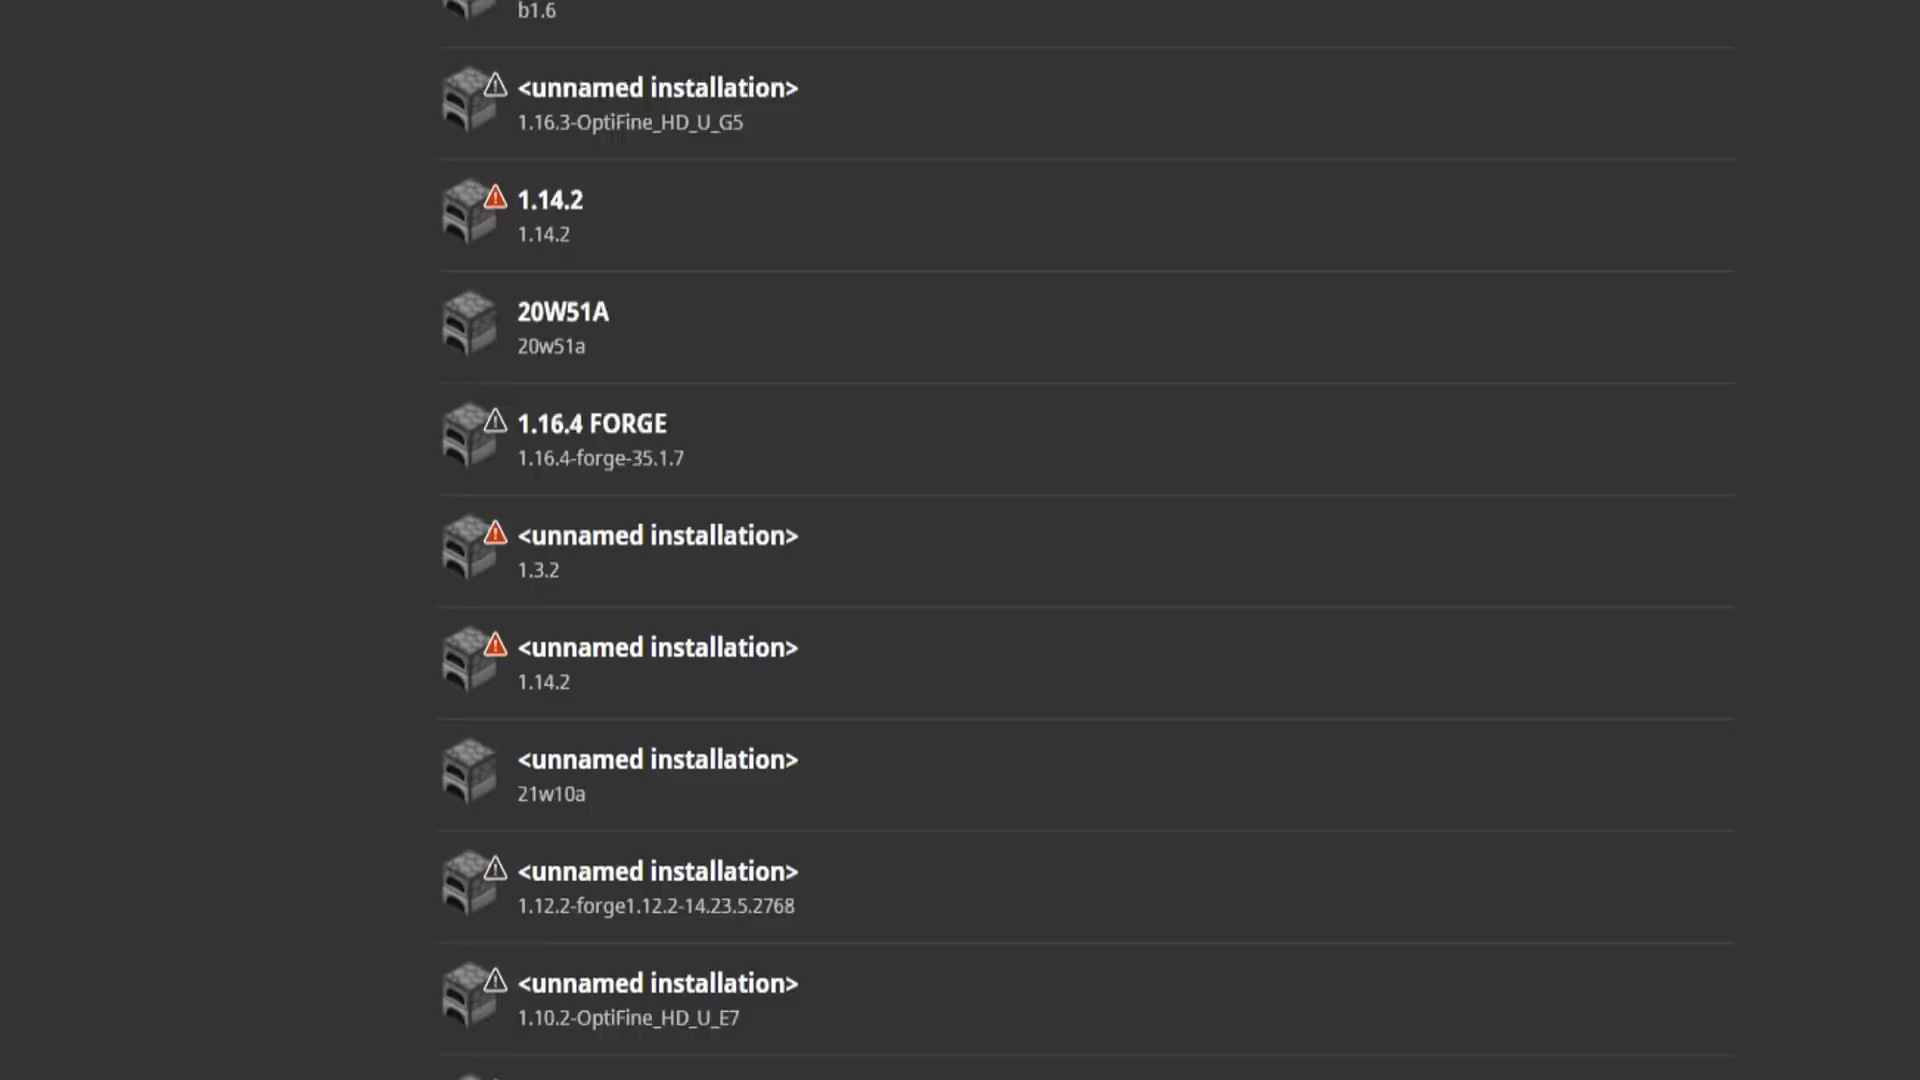 b1.6
<unnamed installation>
1.16.3-OptiFine_HD_U_G5
1.14.2
1.14.2
20W51A
20w51a
1.16.4 FORGE
1.16.4-forge-35.1.7
<unnamed installation>
1.3.2
<unnamed installation>
1.14.2
<unnamed installation>
21w10a
<unnamed installation>
1.12.2-forge1.12.2-14.23.5.2768
<unnamed installation>
1.10.2-OptiFine_HD_U_E7